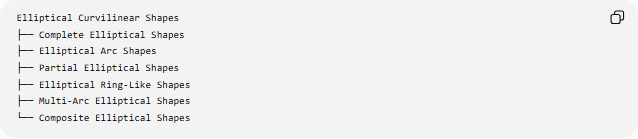 Elliptical Curvilinear Shapes
├── Complete Elliptical Shapes
├── Elliptical Arc Shapes
├── Partial Elliptical Shapes
├── Elliptical Ring-Like Shapes
├── Multi-Arc Elliptical Shapes
└── Composite Elliptical Shapes